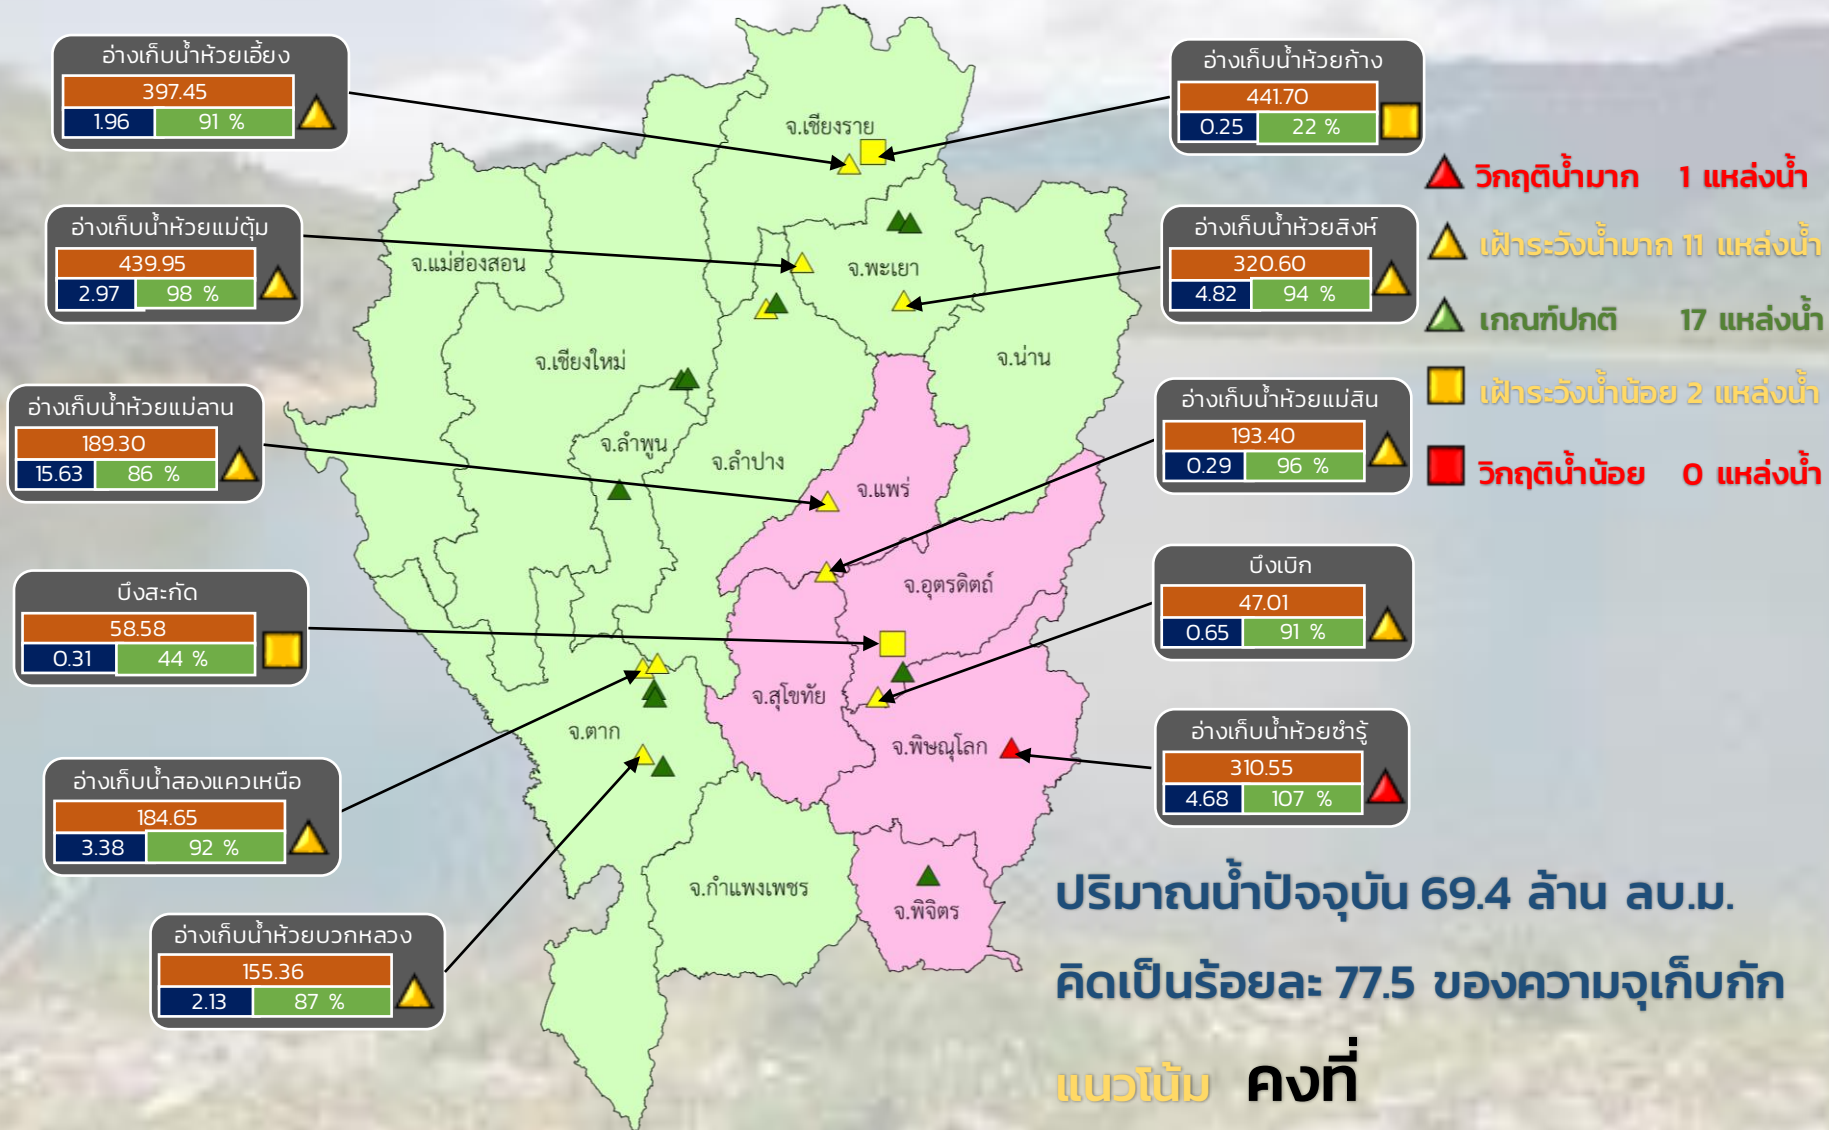 อ่างเก็บน้ำห้วยเอี้ยง
397.45
1.96 91 %
อ่างเก็บน้ำห้วยแม่ตุ้ม
439.95
2.97 98 %
อ่างเก็บน้ำห้วยแม่ลาน
189.30
15.63 86 %
บึงสะกัด
58.58
0.31 44 %
อ่างเก็บน้ำสองแควเหนือ
184.65
3.38 92 %
อ่างเก็บน้ำห้วยบวกหลวง
155.36
2.13 87 %
จ.เชียงราย
จ.แม่ฮ่องสอน
จ.พะเยา
จ.เชียงใหม่
จ.น่าน
จ.ลำพูน
จ.ลำปาง
จ.แพร่
จ.อุตรดิตถ์
จ.สุโขทัย
จ.ตาก
จ.พิษณุโลก
จ.กำแพงเพชร
จ.พิจิตร
อ่างเก็บน้ำห้วยก้าง
441.70
0.25 22 %
อ่างเก็บน้ำห้วยสิงห์
320.60
4.82 94 %
อ่างเก็บน้ำห้วยแม่สิน
193.40
0.29 96 %
บึงเบิก
47.01
0.65 91 %
อ่างเก็บน้ำห้วยซำรู้
310.55
4.68 107 %
วิกฤติน้ำมาก 1 แหล่งน้ำ
เฝ้าระวังน้ำมาก 11 แหล่งน้ำ
เกณฑ์ปกติ 17 แหล่งน้ำ
เฝ้าระวังน้ำน้อย 2 แหล่งน้ำ
วิกฤติน้ำน้อย 0 แหล่งน้ำ
ปริมาณน้ำปัจจุบัน 69.4 ล้าน ลบ.ม.
คิดเป็นร้อยละ 77.5 ของความจุเก็บกัก
แนวโน้ม คงที่